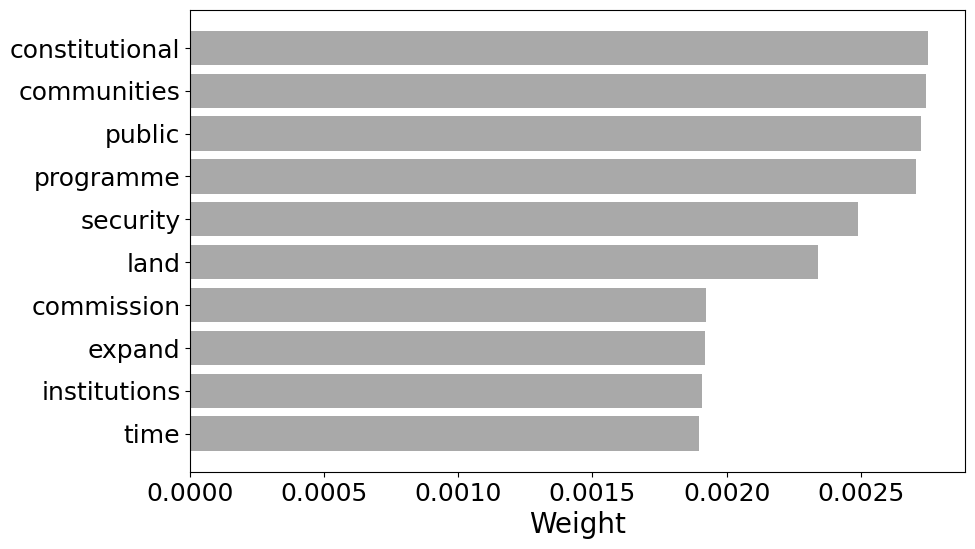 constitutional
communities
public
programme
security
land
commission
expand
institutions
time
0.0000 0.0005 0.0010 0.0015 0.0020 0.0025
Weight